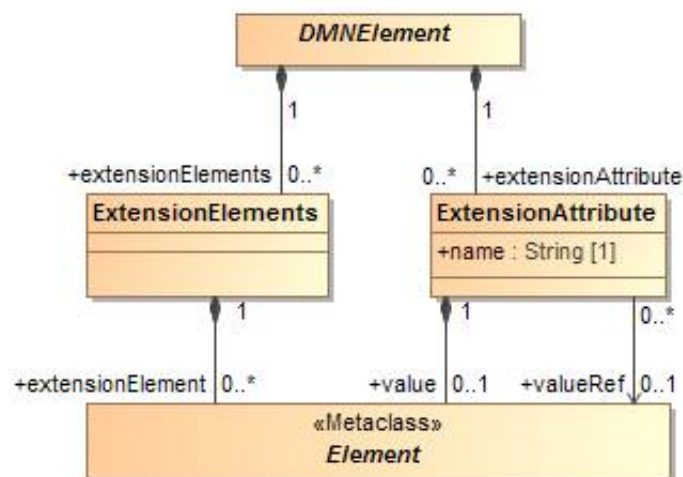 DMNElement
1
1
+extensionElements
0..*
0..*
+extensionAttribute
ExtensionElements
ExtensionAttribute
+name : String [1]
1
1
0..*
+extensionElement
0..*
+value
0..1
+valueRef
0..1
«Metaclass»
Element